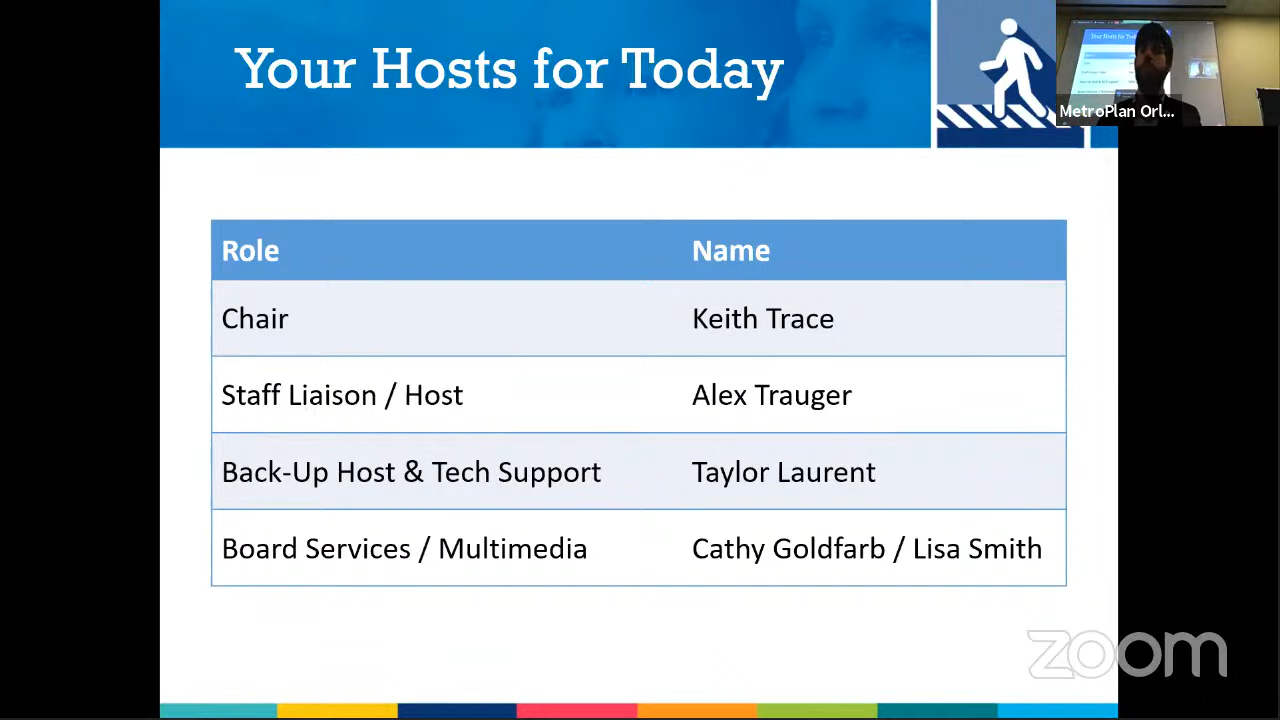 Your Hosts for Today
MetroPlan Orl...
Role Name
Chair Keith Trace
Staff Liaison / Host Alex Trauger
Back-Up Host & Tech Support Taylor Laurent
Board Services / Multimedia Cathy Goldfarb / Lisa Smith
zoom